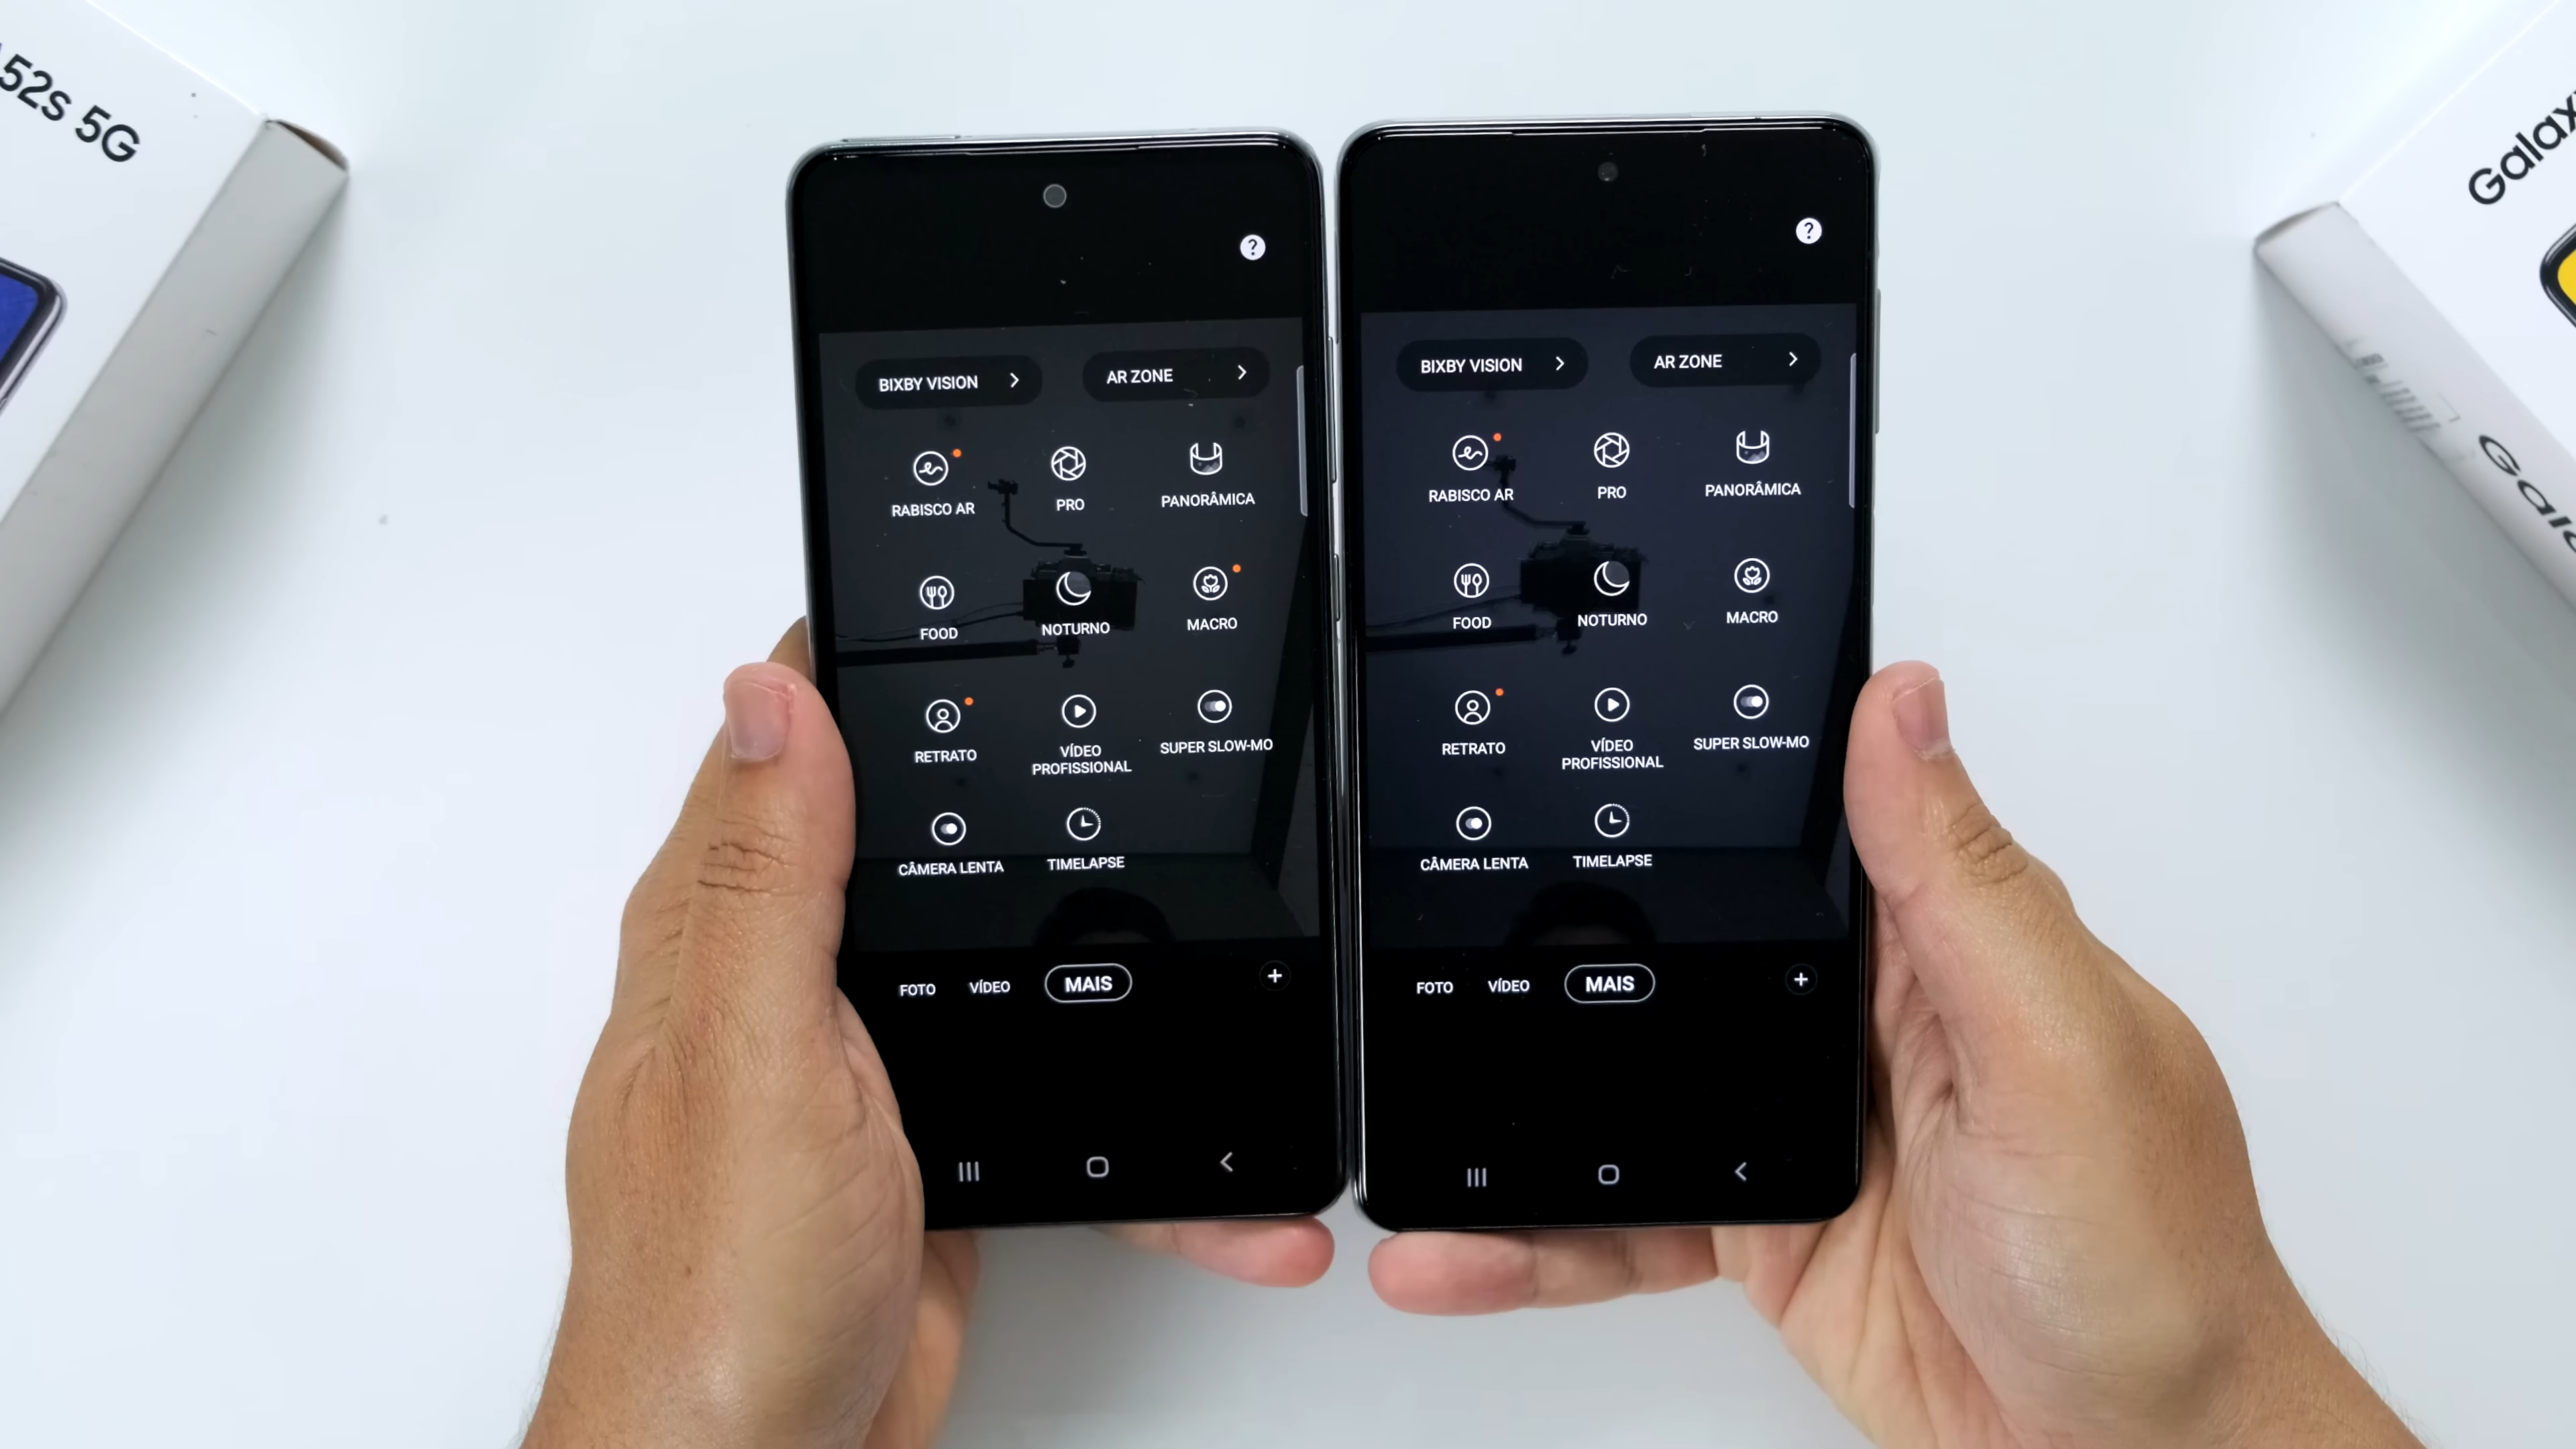 A52s 5G
BIXBY VISION
AR ZONE
RABISCO AR
PRO
PANORÂMICA
FOOD
NOTURNO
MACRO
RETRATO
VÍDEO
PROFISSIONAL
SUPER SLOW-MO
CÂMERA LENTA
TIMELAPSE
FOTO
VÍDEO
MAIS
BIXBY VISION
AR ZONE
RABISCO AR
PRO
PANORÂMICA
FOOD
NOTURNO
MACRO
RETRATO
VÍDEO
PROFISSIONAL
SUPER SLOW-MO
CÂMERA LENTA
TIMELAPSE
FOTO
VÍDEO
MAIS
Galax
Gala